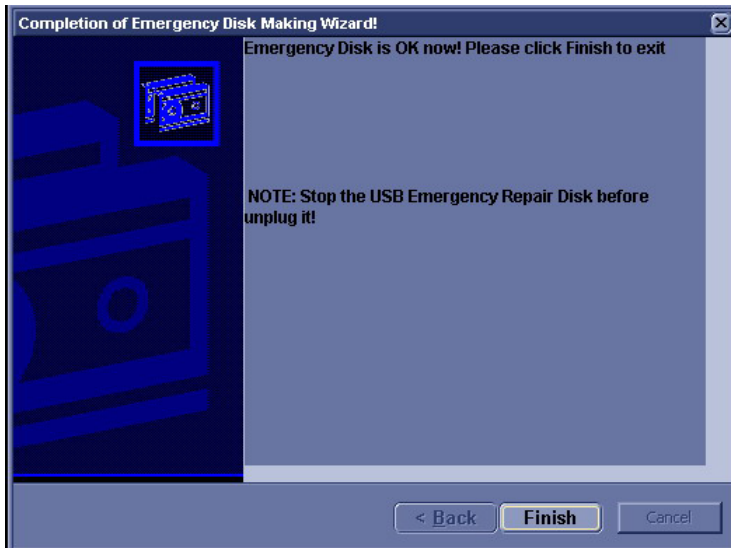 Completion of Emergency Disk Making Wizard!
Emergency Disk is OK now! Please click Finish to exit
NOTE: Stop the USB Emergency Repair Disk before
unplug it!
< Back
Finish
Cancel